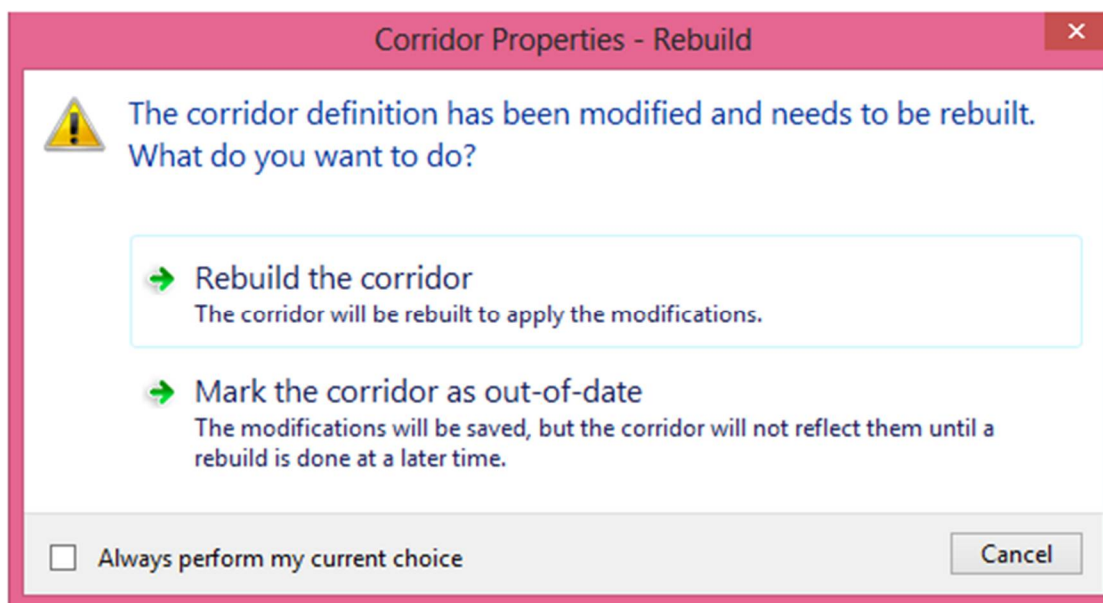 Corridor Properties - Rebuild
The corridor definition has been modified and needs to be rebuilt.
What do you want to do?
Rebuild the corridor
The corridor will be rebuilt to apply the modifications.
Mark the corridor as out-of-date
The modifications will be saved, but the corridor will not reflect them until a
rebuild is done at a later time.
Always perform my current choice
Cancel